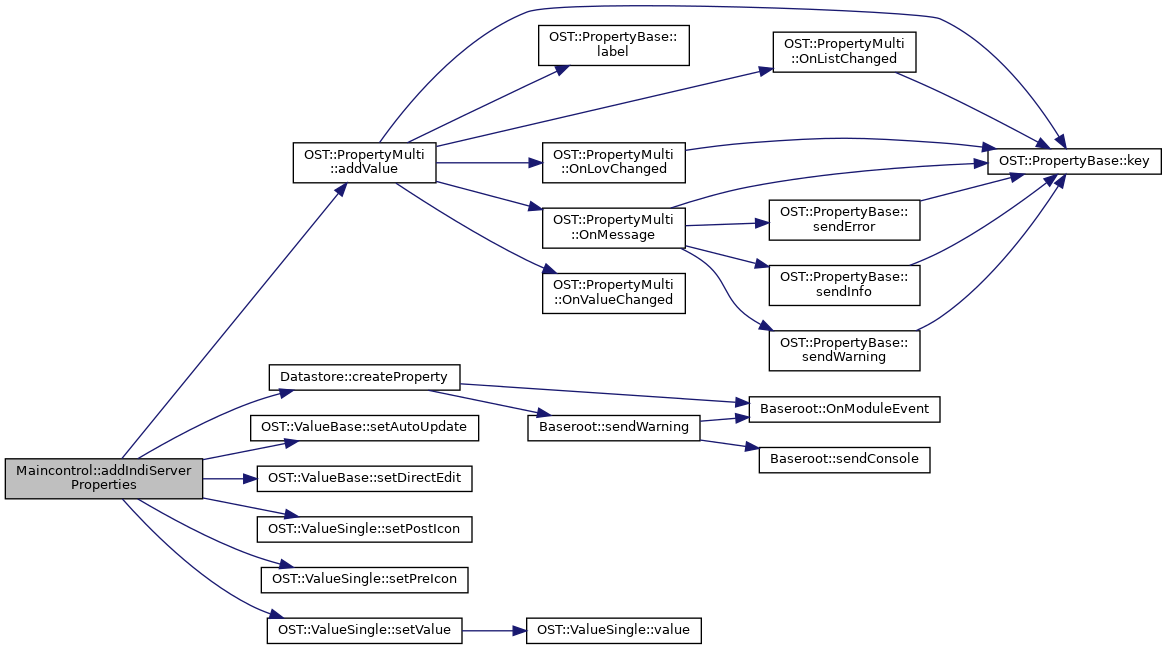 Maincontrol::addIndiServer
Properties
OST::PropertyMulti
::addValue
OST::PropertyBase::
label
OST::PropertyMulti
::OnListChanged
OST::PropertyMulti
::OnLovChanged
OST::PropertyBase::key
OST::PropertyMulti
::OnMessage
OST::PropertyBase::
sendError
OST::PropertyBase::
sendInfo
OST::PropertyMulti
::OnValueChanged
OST::PropertyBase::
sendWarning
Datastore::createProperty
Baseroot::OnModuleEvent
Baseroot::sendWarning
Baseroot::sendConsole
OST::ValueBase::setAutoUpdate
OST::ValueBase::setDirectEdit
OST::ValueSingle::setPostIcon
OST::ValueSingle::setPreIcon
OST::ValueSingle::setValue
OST::ValueSingle::value